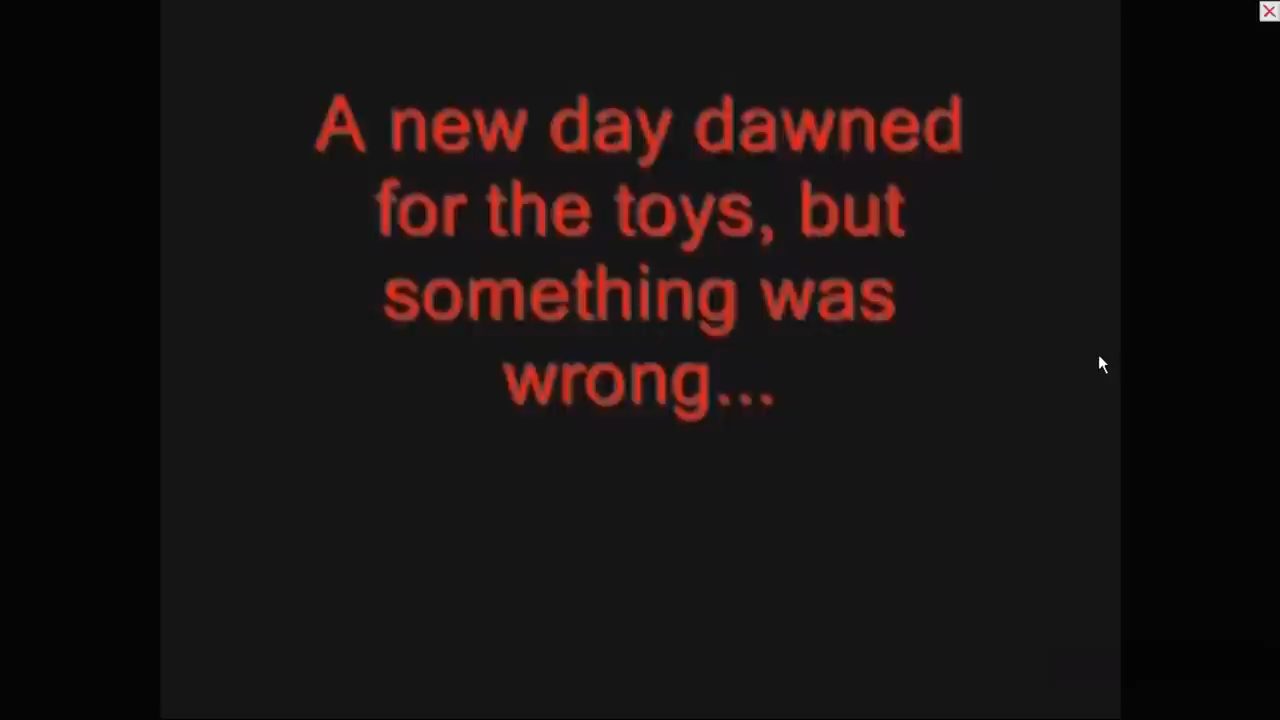 A new day dawned
for the toys, but
something was
wrong...